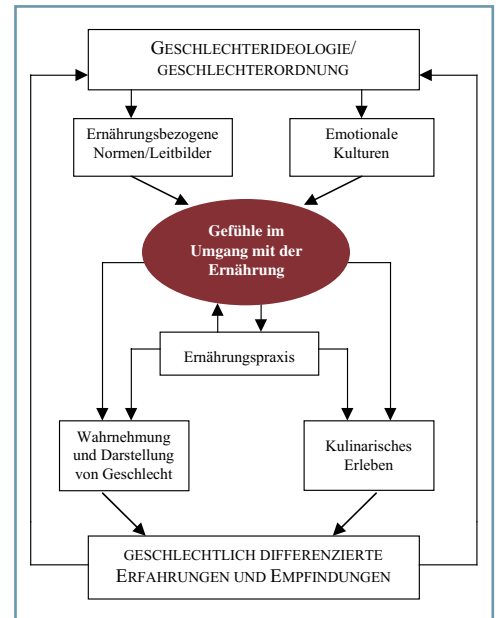 GESCHLECHTERIDEOLOGIE/
GESCHLECHTERORDNUNG
Ernährungsbezogene
Normen/Leitbilder
Emotionale
Kulturen
Gefühle im
Umgang mit der
Ernährung
Ernährungspraxis
Wahrnehmung
und Darstellung
von Geschlecht
Kulinarisches
Erleben
GESCHLECHTLICH DIFFERENZIERTE
ERFAHRUNGEN UND EMPFINDUNGEN